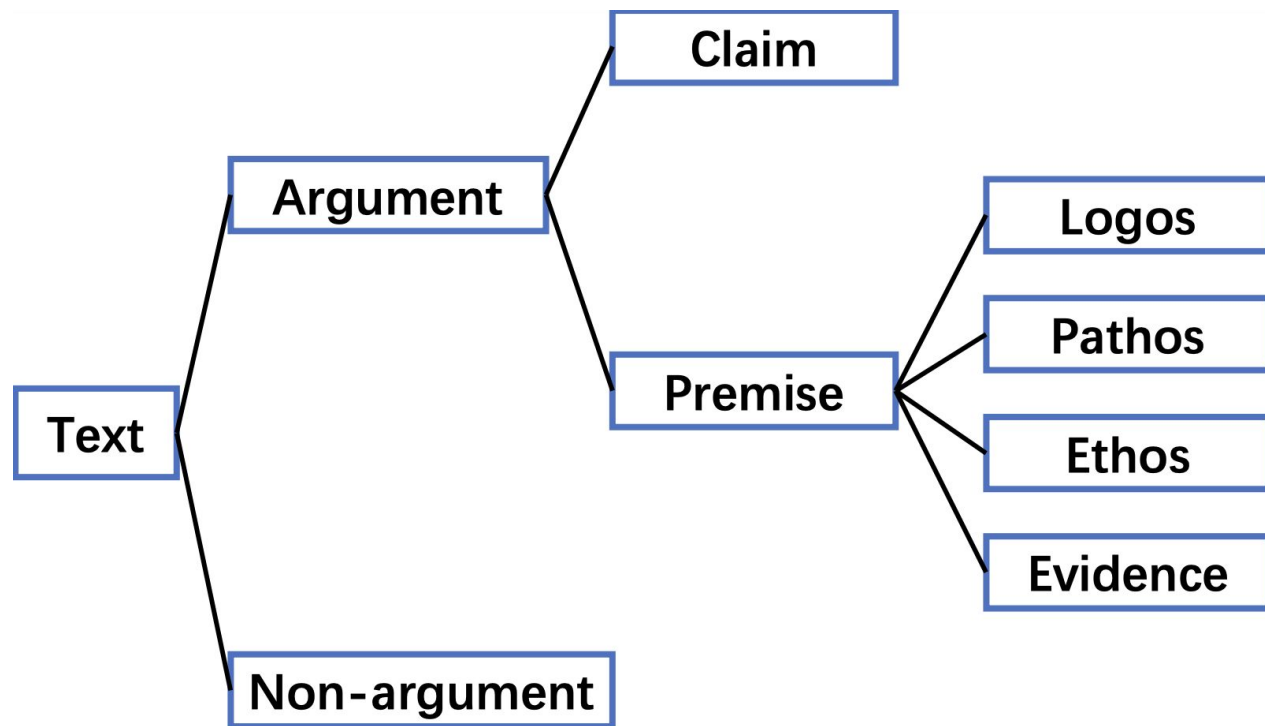 Claim
Argument
Logos
Pathos
Premise
Text
Ethos
Evidence
Non-argument